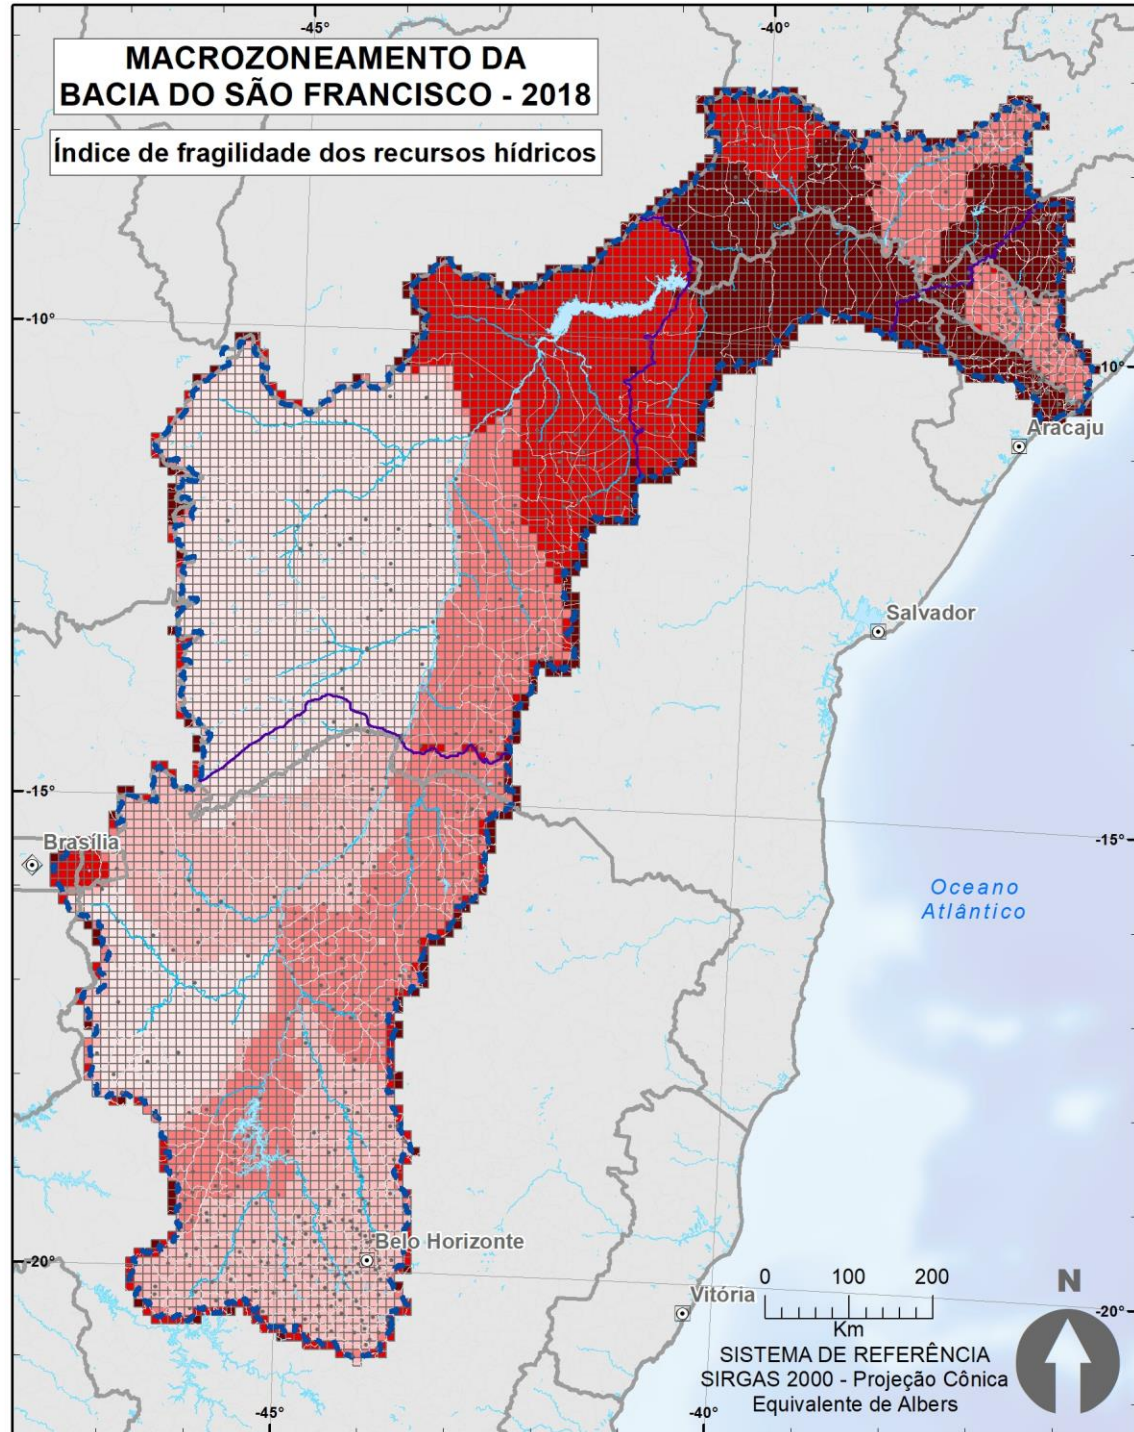 -45°
-40°
MACROZONEAMENTO DA
BACIA DO SÃO FRANCISCO - 2018
Índice de fragilidade dos recursos hídricos
-10°
-10°
Aracaju
Salvador
-15°
-15°
Brasília
Oceano
Atlântico
-20°
Belo Horizonte
Vitória
-20°
0 100 200
Km
N
SISTEMA DE REFERÊNCIA
SIRGAS 2000 - Projeção Cônica
Equivalente de Albers
-45°
-40°